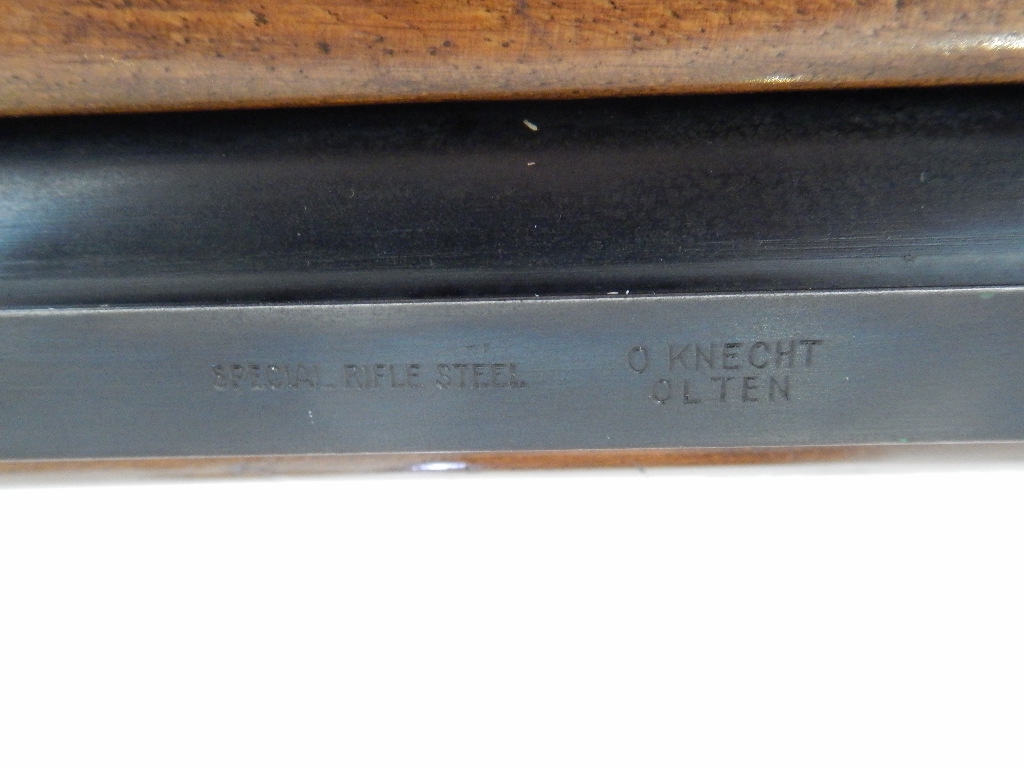 SPECIAL RIFLE STEEL
O KNECHT
OLTEN